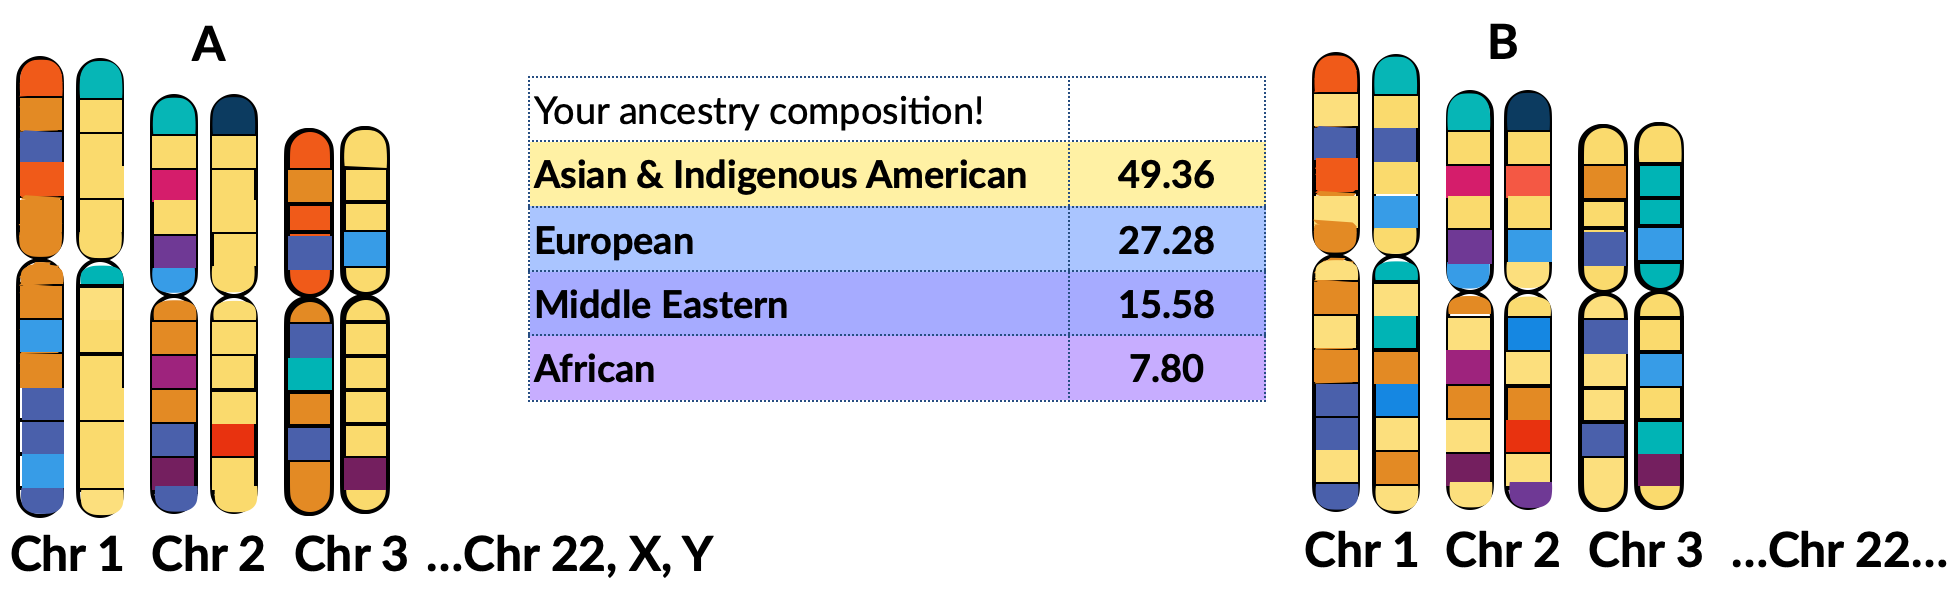 A
B
Your ancestry composition!
Asian & Indigenous American 49.36
European 27.28
Middle Eastern 15.58
African 7.80
Chr 1 Chr 2 Chr 3 ...Chr 22, X, Y
Chr 1 Chr 2 Chr 3 ...Chr 22...